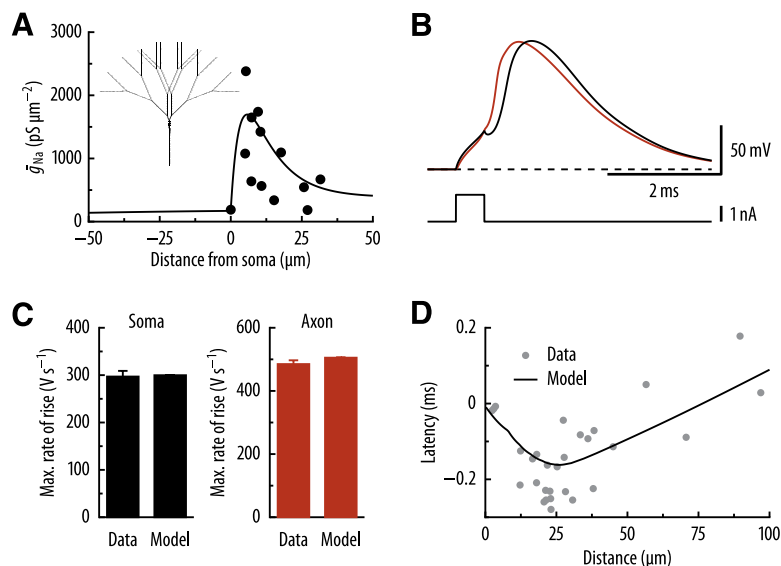 A
3000
2000
1000
0
ḡNa (pS µm−2)
−50
−25
0
25
50
Distance from soma (µm)
B
50 mV
2 ms
1 nA
C
Soma
400
300
200
100
0
Max. rate of rise (V s−1)
Data
Model
Axon
600
400
200
0
Max. rate of rise (V s−1)
Data
Model
D
0.2
0
−0.2
Latency (ms)
Data
Model
0
25
50
75
100
Distance (µm)